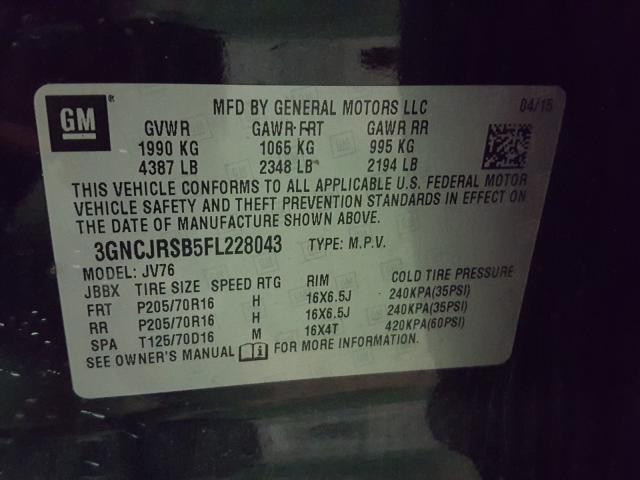 GM ®
MFD BY GENERAL MOTORS LLC 04/15
GVWR GAWR FRT GAWR RR
1990 KG 1065 KG 995 KG
4387 LB 2348 LB 2194 LB
THIS VEHICLE CONFORMS TO ALL APPLICABLE U.S. FEDERAL MOTOR
VEHICLE SAFETY AND THEFT PREVENTION STANDARDS IN EFFECT ON
THE DATE OF MANUFACTURE SHOWN ABOVE.
3GNCJRSB5FL228043 TYPE: M.P.V.
MODEL: JV76
JBBX TIRE SIZE SPEED RTG RIM COLD TIRE PRESSURE
FRT P205/70R16 H 16X6.5J 240KPA(35PSI)
RR P205/70R16 H 16X6.5J 240KPA(35PSI)
SPA T125/70D16 M 16X4T 420KPA(60PSI)
SEE OWNER'S MANUAL FOR MORE INFORMATION.